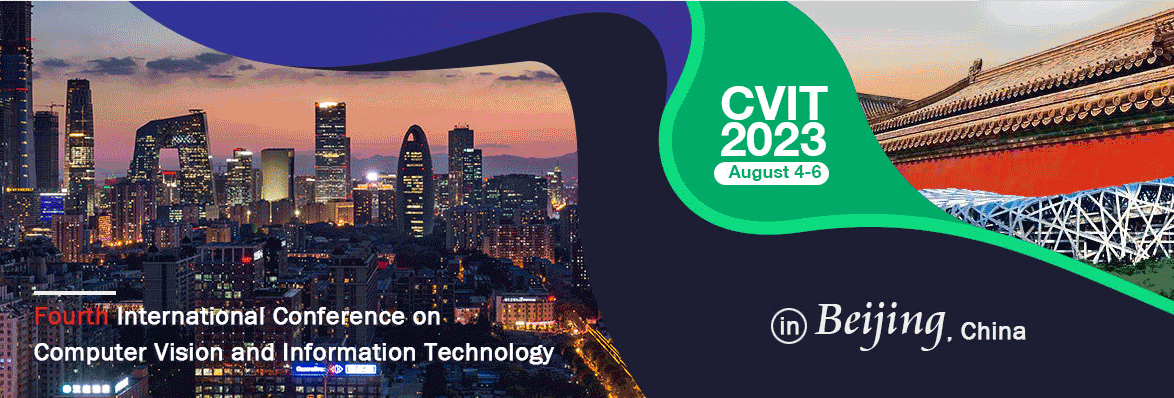 CVIT
2023
August 4-6
Fourth International Conference on
Computer Vision and Information Technology
in Beijing, China